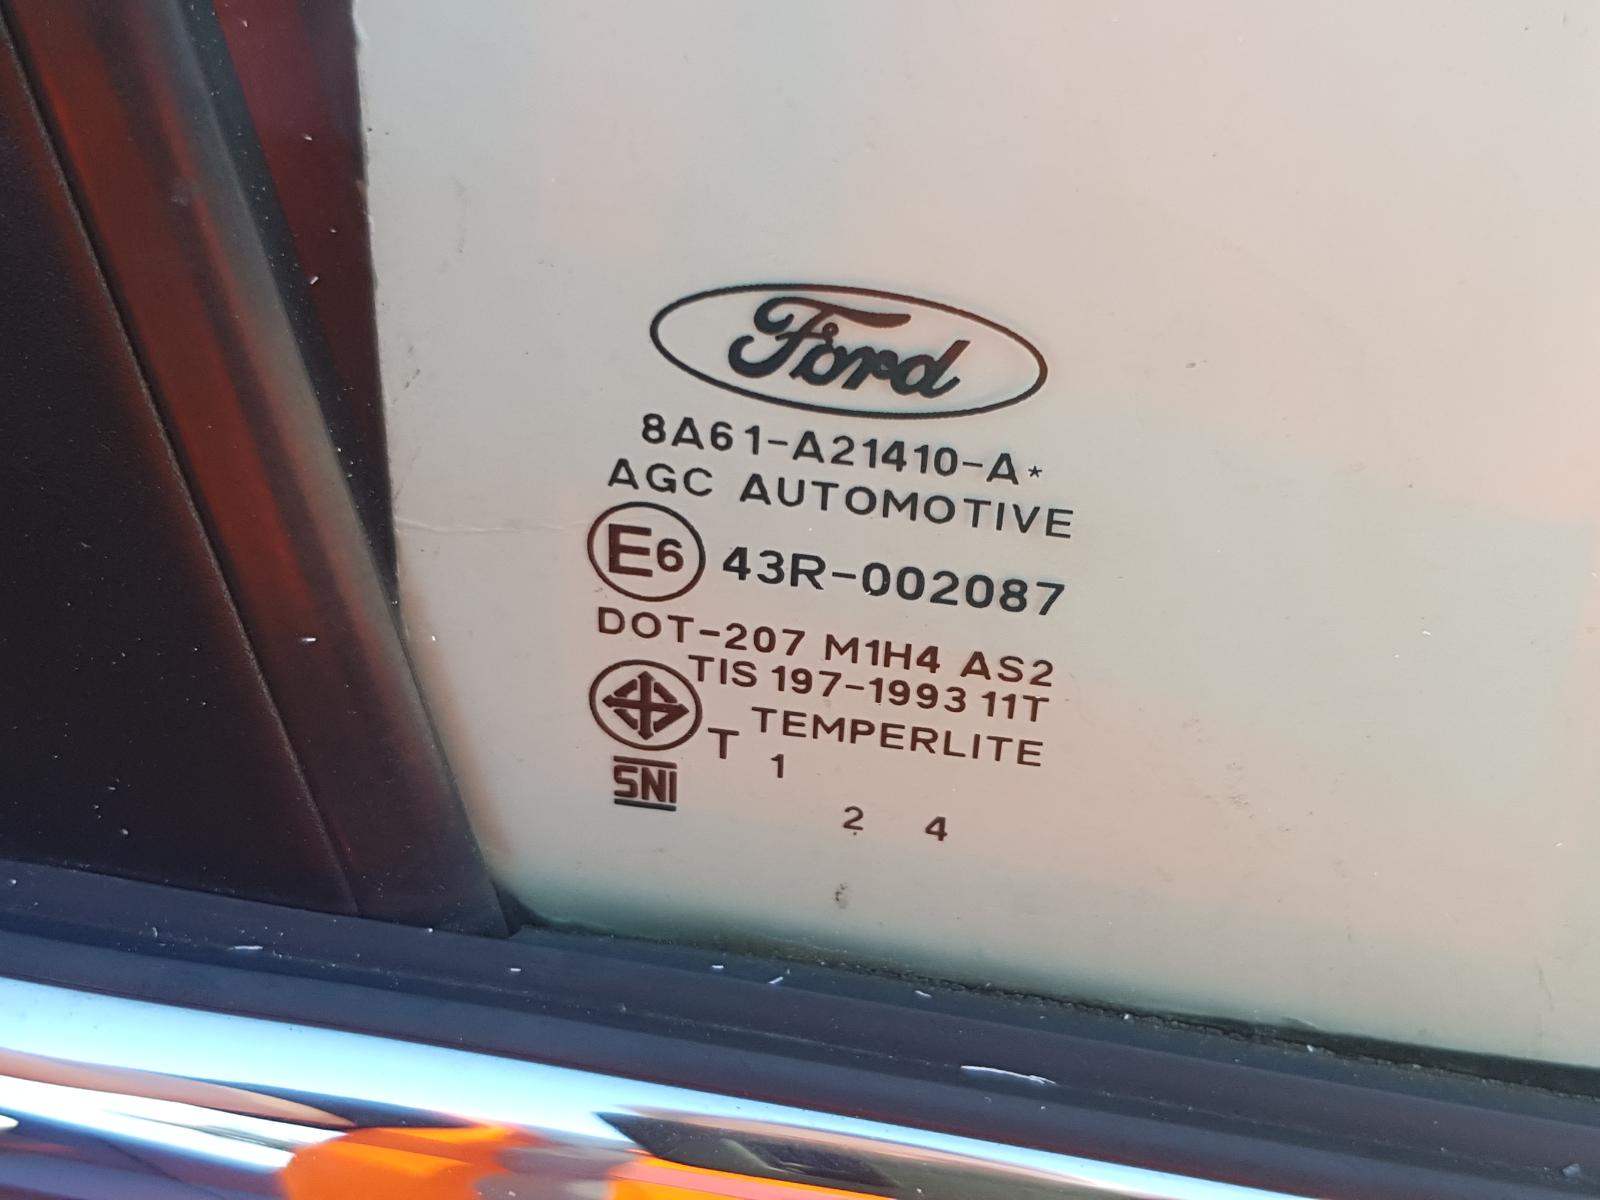 Ford
8A61-A21410-A*
AGC AUTOMOTIVE
E6 43R-002087
DOT-207 M1H4 AS2
TIS 197-1993 11T
T TEMPERLITE
SNI 1
2 4